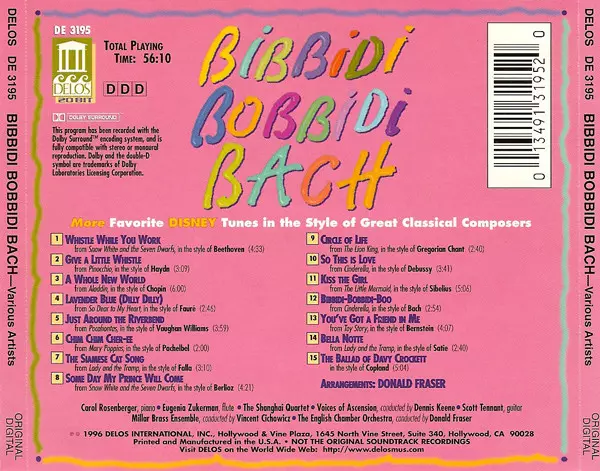 DELOS DE 3195 BIBBIDI BOBBIDI BACH—Various Artists ORIGINAL DIGITAL
DE 3195
DELOS
20 BIT
TOTAL PLAYING
TIME: 56:10
DDD
DOLBY SURROUND
This program has been recorded with the
Dolby Surround™ encoding system, and is
fully compatible with stereo or monaural
reproduction. Dolby and the double-D
symbol are trademarks of Dolby
Laboratories Licensing Corporation.
BIBBIDI
BOBBIDI
BACH
0 13491 31952 0
More Favorite DISNEY Tunes in the Style of Great Classical Composers
1 WHISTLE WHILE YOU WORK
from Snow White and the Seven Dwarfs, in the style of Beethoven (4:33)
2 GIVE A LITTLE WHISTLE
from Pinocchio, in the style of Haydn (3:09)
3 A WHOLE NEW WORLD
from Aladdin, in the style of Chopin (6:00)
4 LAVENDER BLUE (DILLY DILLY)
from So Dear to My Heart, in the style of Fauré (2:46)
5 JUST AROUND THE RIVERBEND
from Pocahontas, in the style of Vaughan Williams (3:59)
6 CHIM CHIM CHER-EE
from Mary Poppins, in the style of Pachelbel (2:00)
7 THE SIAMESE CAT SONG
from Lady and the Tramp, in the style of Falla (3:10)
8 SOME DAY MY PRINCE WILL COME
from Snow White and the Seven Dwarfs, in the style of Berlioz (4:21)
9 CIRCLE OF LIFE
from The Lion King, in the style of Gregorian Chant (2:40)
10 SO THIS IS LOVE
from Cinderella, in the style of Debussy (3:41)
11 KISS THE GIRL
from The Little Mermaid, in the style of Sibelius (5:06)
12 BIBBIDI-BOBBIDI-BOO
from Cinderella, in the style of Bach (2:54)
13 YOU'VE GOT A FRIEND IN ME
from Toy Story, in the style of Bernstein (4:07)
14 BELLA NOTTE
from Lady and the Tramp, in the style of Satie (2:40)
15 THE BALLAD OF DAVY CROCKETT
in the style of Copland (5:04)
ARRANGEMENTS: DONALD FRASER
Carol Rosenberger, piano • Eugenia Zukerman, flute • The Shanghai Quartet • Voices of Ascension, conducted by Dennis Keene • Scott Tennant, guitar
Millar Brass Ensemble, conducted by Vincent Cichowicz • The English Chamber Orchestra, conducted by Donald Fraser
℗© 1996 DELOS INTERNATIONAL, INC., Hollywood & Vine Plaza, 1645 North Vine Street, Suite 340, Hollywood, CA 90028
Printed and Manufactured in the U.S.A. • NOT THE ORIGINAL SOUNDTRACK RECORDINGS
Visit DELOS on the World Wide Web: http://www.delosmus.com
DELOS DE 3195 BIBBIDI BOBBIDI BACH—Various Artists ORIGINAL DIGITAL